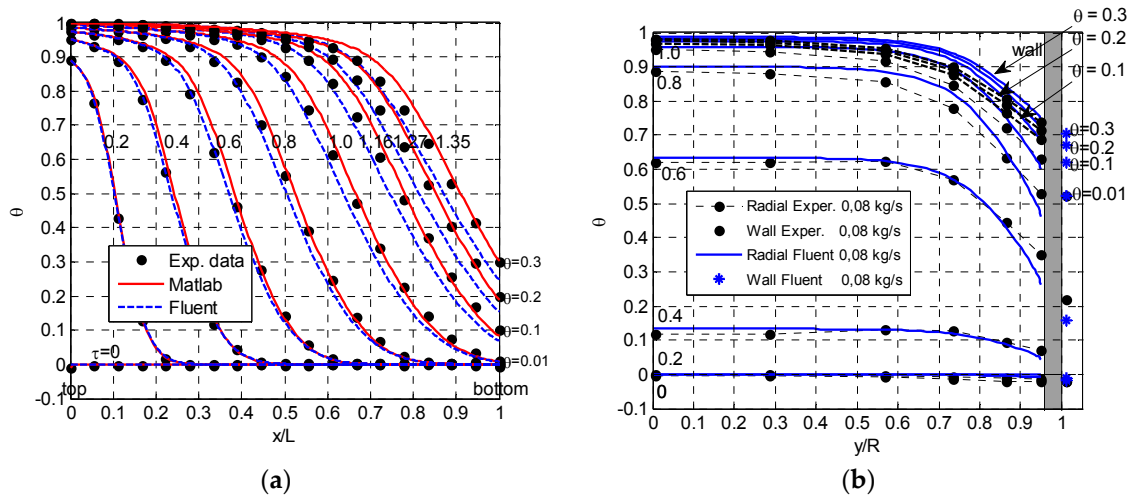 1
0.9
0.8
0.7
0.6
0.5
0.4
0.3
0.2
0.1
0
-0.1
θ
0.2
0.4
0.6
0.8
1.0
1.16
1.27
1.35
Exp. data
Matlab
Fluent
τ=0
top
bottom
θ=0.3
θ=0.2
θ=0.1
θ=0.01
0 0.1 0.2 0.3 0.4 0.5 0.6 0.7 0.8 0.9 1
x/L
(a)
1
0.9
0.8
0.7
0.6
0.5
0.4
0.3
0.2
0.1
0
-0.1
θ
1.0
0.8
0.6
0.4
0.2
0
wall
θ = 0.3
θ = 0.2
θ = 0.1
θ=0.3
θ=0.2
θ=0.1
θ=0.01
Radial Exper. 0,08 kg/s
Wall Exper. 0,08 kg/s
Radial Fluent 0,08 kg/s
Wall Fluent 0,08 kg/s
0 0.1 0.2 0.3 0.4 0.5 0.6 0.7 0.8 0.9 1
y/R
(b)